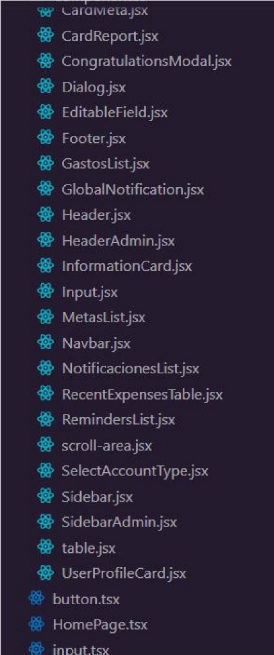 CardMeta.jsx
CardReport.jsx
CongratulationsModal.jsx
Dialog.jsx
EditableField.jsx
Footer.jsx
GastosList.jsx
GlobalNotification.jsx
Header.jsx
HeaderAdmin.jsx
InformationCard.jsx
Input.jsx
MetasList.jsx
Navbar.jsx
NotificacionesList.jsx
RecentExpensesTable.jsx
RemindersList.jsx
scroll-area.jsx
SelectAccountType.jsx
Sidebar.jsx
SidebarAdmin.jsx
table.jsx
UserProfileCard.jsx
button.tsx
HomePage.tsx
input.tsx